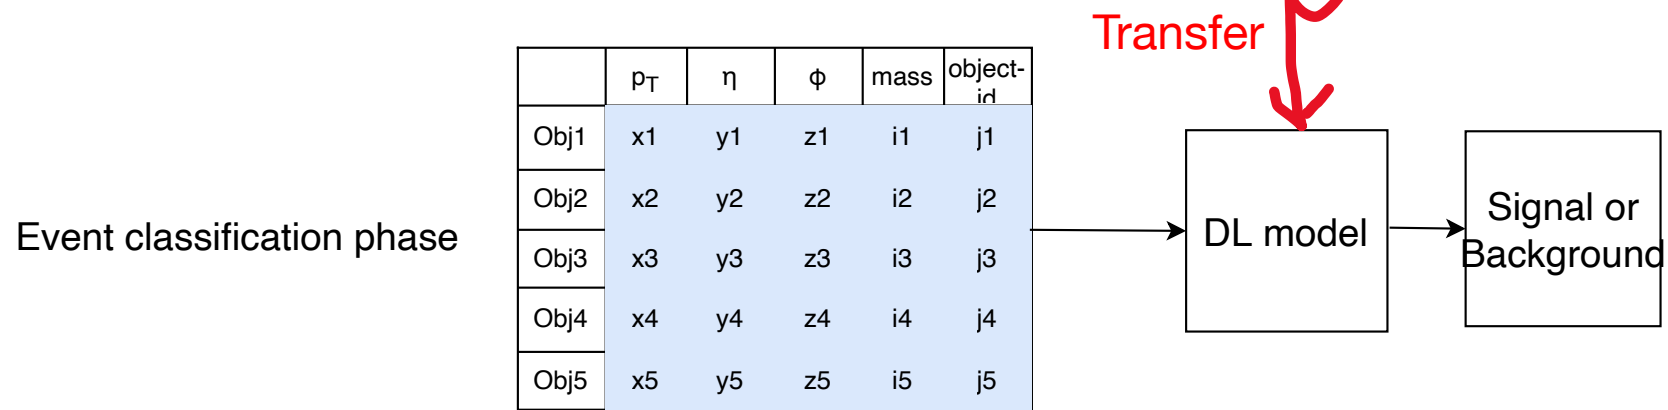 Transfer
pT η ϕ mass object-
id
Obj1 x1 y1 z1 i1 j1
Obj2 x2 y2 z2 i2 j2
Event classification phase
Obj3 x3 y3 z3 i3 j3
Obj4 x4 y4 z4 i4 j4
Obj5 x5 y5 z5 i5 j5
DL model
Signal or
Background